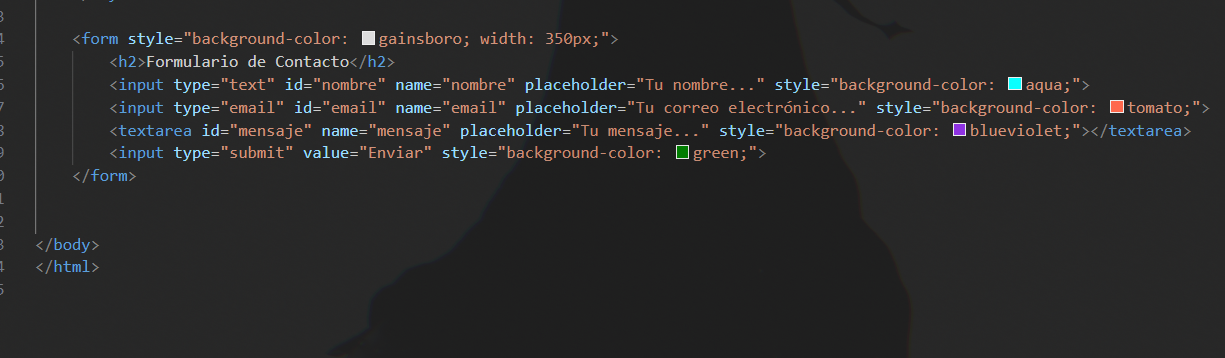 3
4 <form style="background-color: gainsboro; width: 350px;">
5 <h2>Formulario de Contacto</h2>
6 <input type="text" id="nombre" name="nombre" placeholder="Tu nombre..." style="background-color: aqua;">
7 <input type="email" id="email" name="email" placeholder="Tu correo electrónico..." style="background-color: tomato;">
8 <textarea id="mensaje" name="mensaje" placeholder="Tu mensaje..." style="background-color: blueviolet;"></textarea>
9 <input type="submit" value="Enviar" style="background-color: green;">
0 </form>
1
2
3 </body>
4 </html>
5